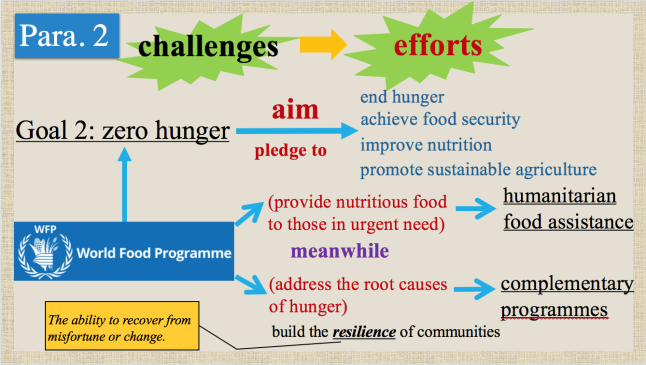 Para. 2
challenges
efforts
aim
pledge to
Goal 2: zero hunger
end hunger
achieve food security
improve nutrition
promote sustainable agriculture
WFP
World Food Programme
(provide nutritious food
to those in urgent need)
humanitarian
food assistance
meanwhile
(address the root causes
of hunger)
complementary
programmes
build the resilience of communities
The ability to recover from
misfortune or change.